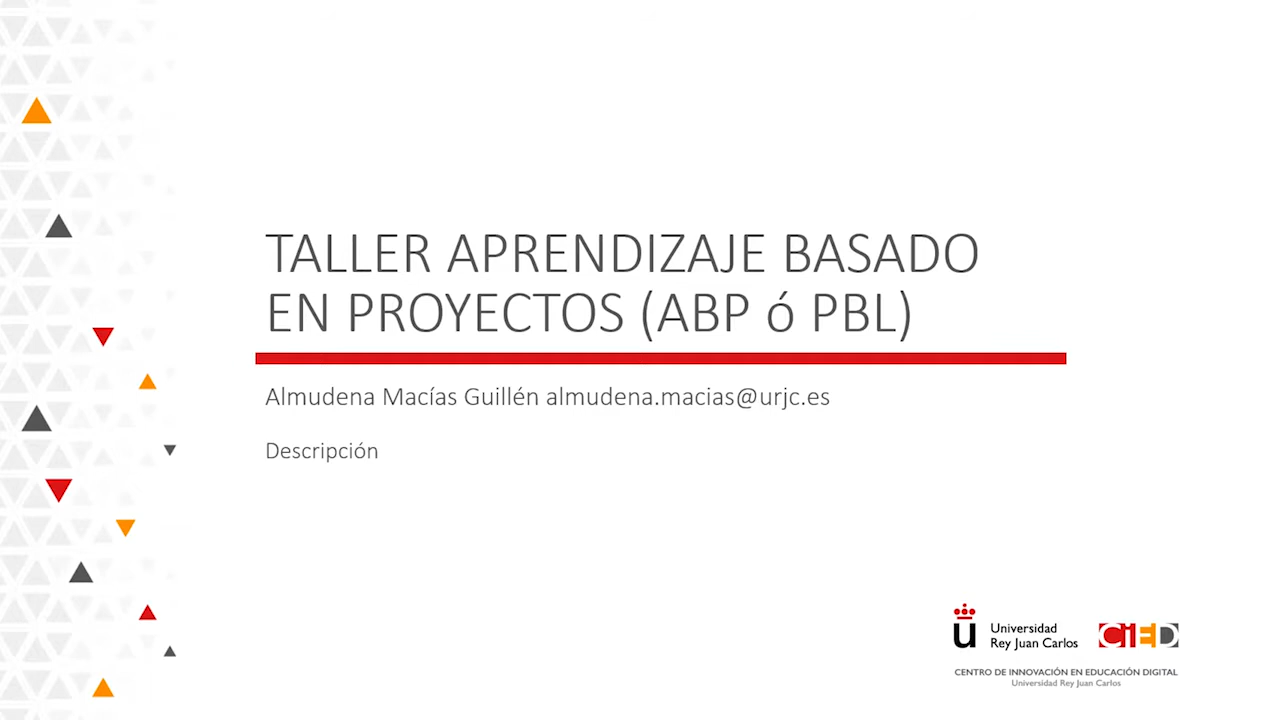 TALLER APRENDIZAJE BASADO
EN PROYECTOS (ABP ó PBL)
Almudena Macías Guillén almudena.macias@urjc.es
Descripción
u
Universidad
Rey Juan Carlos
CiED
CENTRO DE INNOVACIÓN EN EDUCACIÓN DIGITAL
Universidad Rey Juan Carlos